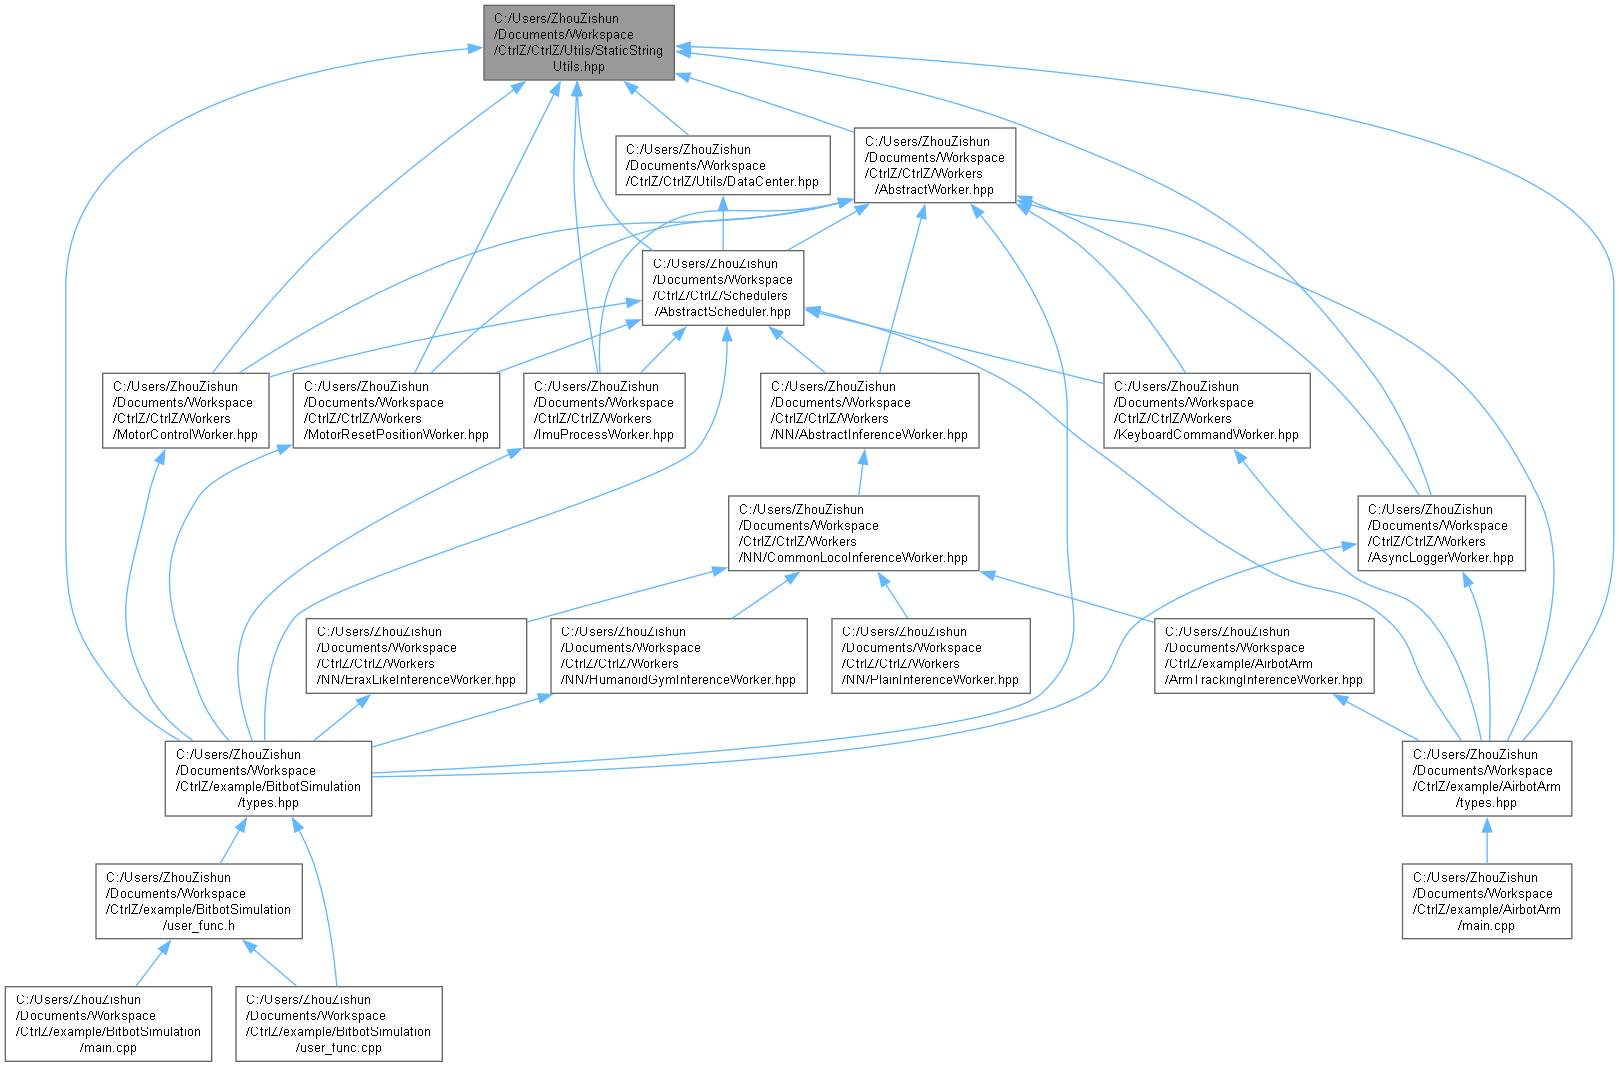 C:/Users/ZhouZishun
/Documents/Workspace
/CtrlZ/CtrlZ/Utils/StaticString
Utils.hpp
C:/Users/ZhouZishun
/Documents/Workspace
/CtrlZ/CtrlZ/Utils/DataCenter.hpp
C:/Users/ZhouZishun
/Documents/Workspace
/CtrlZ/CtrlZ/Workers
/AbstractWorker.hpp
C:/Users/ZhouZishun
/Documents/Workspace
/CtrlZ/CtrlZ/Schedulers
/AbstractScheduler.hpp
C:/Users/ZhouZishun
/Documents/Workspace
/CtrlZ/CtrlZ/Workers
/MotorControlWorker.hpp
C:/Users/ZhouZishun
/Documents/Workspace
/CtrlZ/CtrlZ/Workers
/MotorResetPositionWorker.hpp
C:/Users/ZhouZishun
/Documents/Workspace
/CtrlZ/CtrlZ/Workers
/ImuProcessWorker.hpp
C:/Users/ZhouZishun
/Documents/Workspace
/CtrlZ/CtrlZ/Workers
/NN/AbstractInferenceWorker.hpp
C:/Users/ZhouZishun
/Documents/Workspace
/CtrlZ/CtrlZ/Workers
/KeyboardCommandWorker.hpp
C:/Users/ZhouZishun
/Documents/Workspace
/CtrlZ/CtrlZ/Workers
/NN/CommonLocoInferenceWorker.hpp
C:/Users/ZhouZishun
/Documents/Workspace
/CtrlZ/CtrlZ/Workers
/AsyncLoggerWorker.hpp
C:/Users/ZhouZishun
/Documents/Workspace
/CtrlZ/CtrlZ/Workers
/NN/EraxLikeInferenceWorker.hpp
C:/Users/ZhouZishun
/Documents/Workspace
/CtrlZ/CtrlZ/Workers
/NN/HumanoidGymInferenceWorker.hpp
C:/Users/ZhouZishun
/Documents/Workspace
/CtrlZ/CtrlZ/Workers
/NN/PlainInferenceWorker.hpp
C:/Users/ZhouZishun
/Documents/Workspace
/CtrlZ/example/AirbotArm
/ArmTrackingInferenceWorker.hpp
C:/Users/ZhouZishun
/Documents/Workspace
/CtrlZ/example/BitbotSimulation
/types.hpp
C:/Users/ZhouZishun
/Documents/Workspace
/CtrlZ/example/AirbotArm
/types.hpp
C:/Users/ZhouZishun
/Documents/Workspace
/CtrlZ/example/BitbotSimulation
/user_func.h
C:/Users/ZhouZishun
/Documents/Workspace
/CtrlZ/example/AirbotArm
/main.cpp
C:/Users/ZhouZishun
/Documents/Workspace
/CtrlZ/example/BitbotSimulation
/main.cpp
C:/Users/ZhouZishun
/Documents/Workspace
/CtrlZ/example/BitbotSimulation
/user_func.cpp